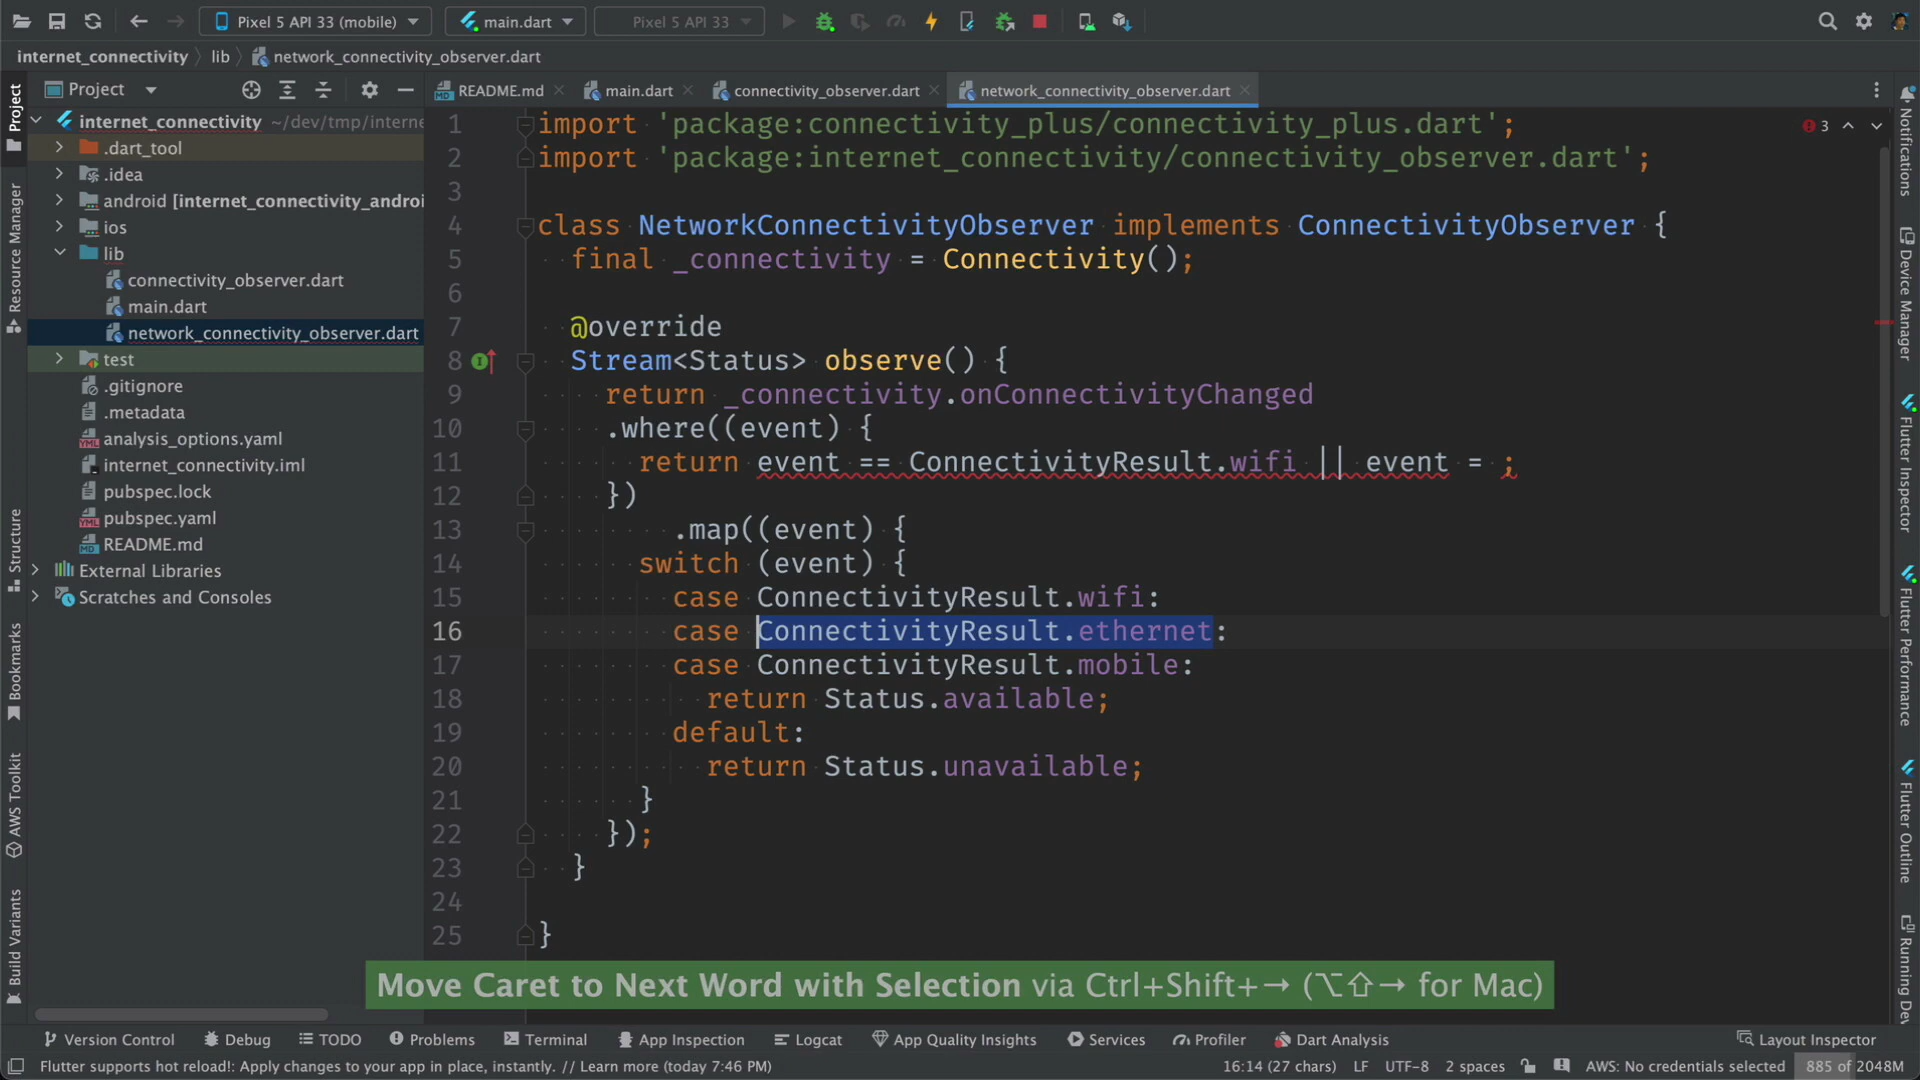 Pixel 5 API 33 (mobile)
main.dart
Pixel 5 API 33
internet_connectivity
lib
network_connectivity_observer.dart
Project
README.md
main.dart
connectivity_observer.dart
network_connectivity_observer.dart
Project
Resource Manager
Structure
Bookmarks
AWS Toolkit
Build Variants
internet_connectivity ~/dev/tmp/interne
.dart_tool
.idea
android [internet_connectivity_androi
ios
lib
connectivity_observer.dart
main.dart
network_connectivity_observer.dart
test
.gitignore
.metadata
analysis_options.yaml
internet_connectivity.iml
pubspec.lock
pubspec.yaml
README.md
External Libraries
Scratches and Consoles
1 import 'package:connectivity_plus/connectivity_plus.dart';
2 import 'package:internet_connectivity/connectivity_observer.dart';
3
4 class NetworkConnectivityObserver implements ConnectivityObserver {
5 final _connectivity = Connectivity();
6
7 @override
8 Stream<Status> observe() {
9 return _connectivity.onConnectivityChanged
10 .where((event) {
11 return event == ConnectivityResult.wifi || event = ;
12 })
13 .map((event) {
14 switch (event) {
15 case ConnectivityResult.wifi:
16 case ConnectivityResult.ethernet:
17 case ConnectivityResult.mobile:
18 return Status.available;
19 default:
20 return Status.unavailable;
21 }
22 });
23 }
24
25 }
3
Notifications
Device Manager
Flutter Inspector
Flutter Performance
Flutter Outline
Running Dev
Move Caret to Next Word with Selection via Ctrl+Shift+→ (⌥⇧→ for Mac)
Version Control
Debug
TODO
Problems
Terminal
App Inspection
Logcat
App Quality Insights
Services
Profiler
Dart Analysis
Layout Inspector
Flutter supports hot reload!: Apply changes to your app in place, instantly. // Learn more (today 7:46 PM)
16:14 (27 chars)
LF
UTF-8
2 spaces
AWS: No credentials selected
885 of 2048M